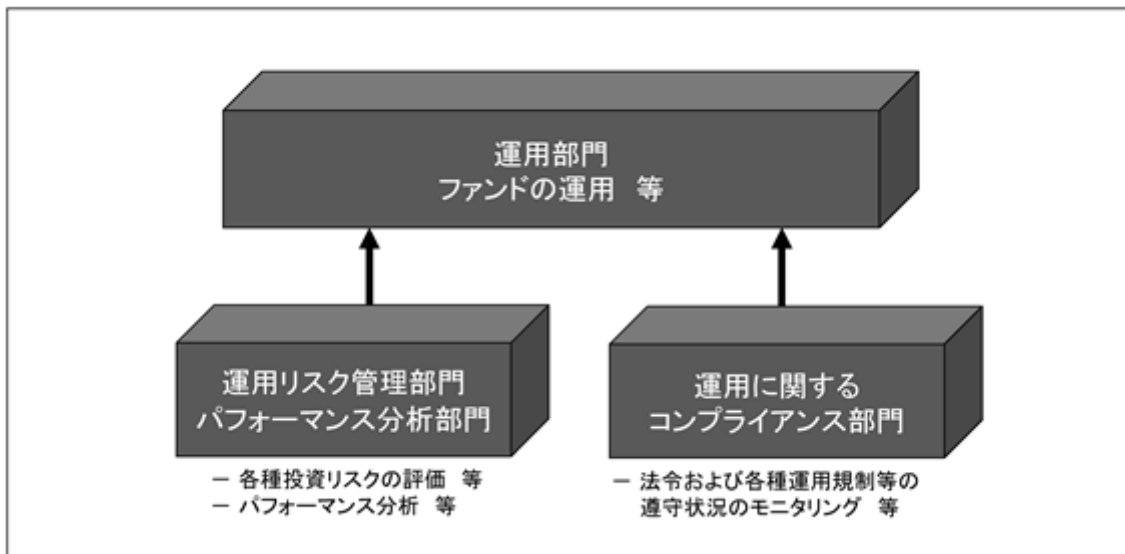 運用部門
ファンドの運用 等
運用リスク管理部門
パフォーマンス分析部門
－ 各種投資リスクの評価 等
－ パフォーマンス分析 等
運用に関する
コンプライアンス部門
－ 法令および各種運用規制等の
遵守状況のモニタリング 等